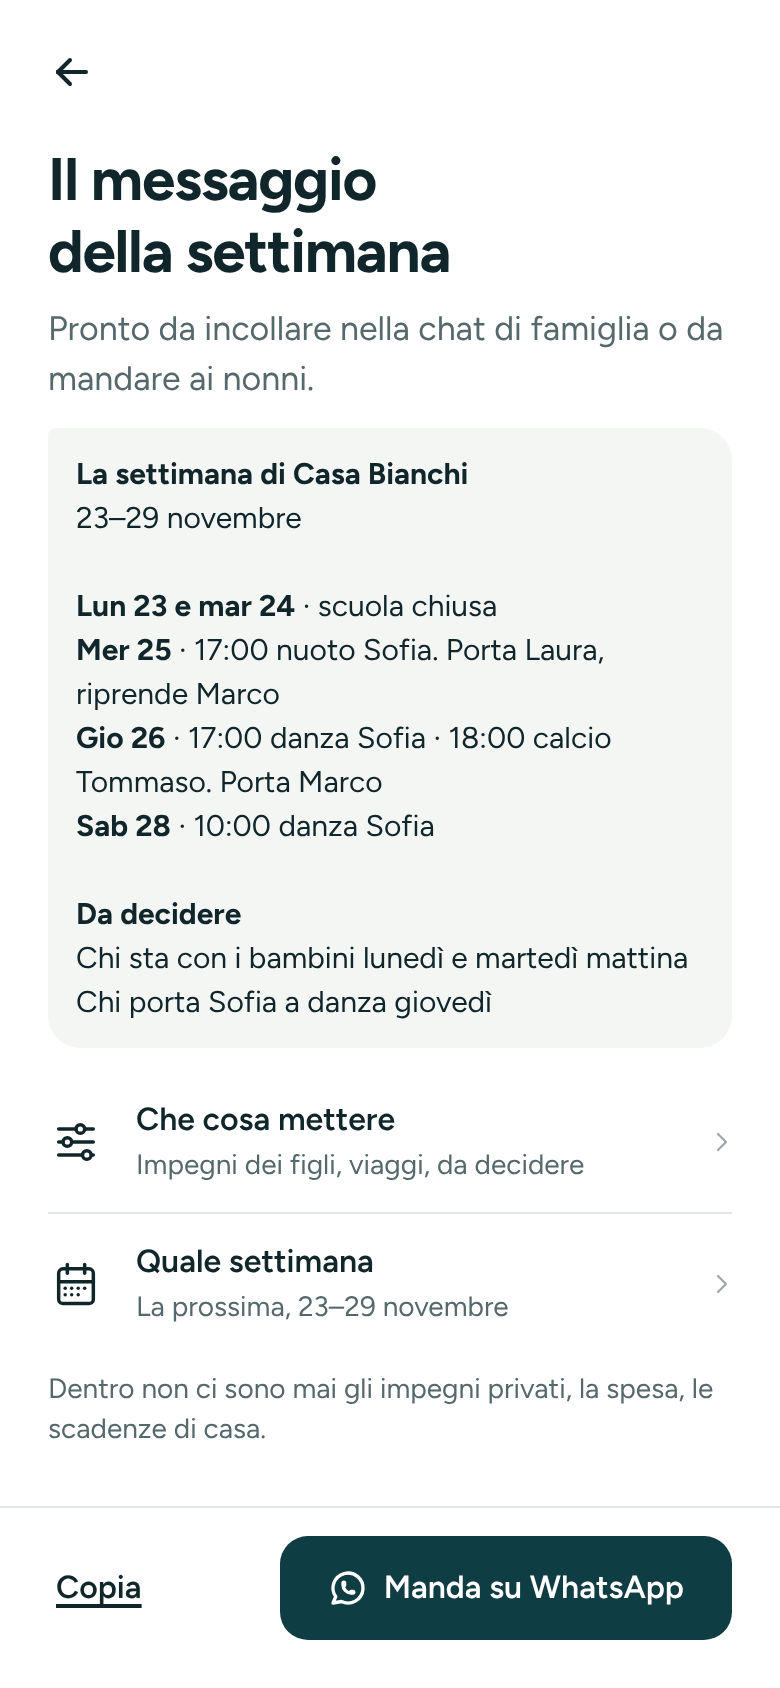 Il messaggio
della settimana
Pronto da incollare nella chat di famiglia o da
mandare ai nonni.
La settimana di Casa Bianchi
23–29 novembre
Lun 23 e mar 24 · scuola chiusa
Mer 25 · 17:00 nuoto Sofia. Porta Laura,
riprende Marco
Gio 26 · 17:00 danza Sofia · 18:00 calcio
Tommaso. Porta Marco
Sab 28 · 10:00 danza Sofia
Da decidere
Chi sta con i bambini lunedì e martedì mattina
Chi porta Sofia a danza giovedì
Che cosa mettere
Impegni dei figli, viaggi, da decidere
Quale settimana
La prossima, 23–29 novembre
Dentro non ci sono mai gli impegni privati, la spesa, le
scadenze di casa.
Copia
Manda su WhatsApp